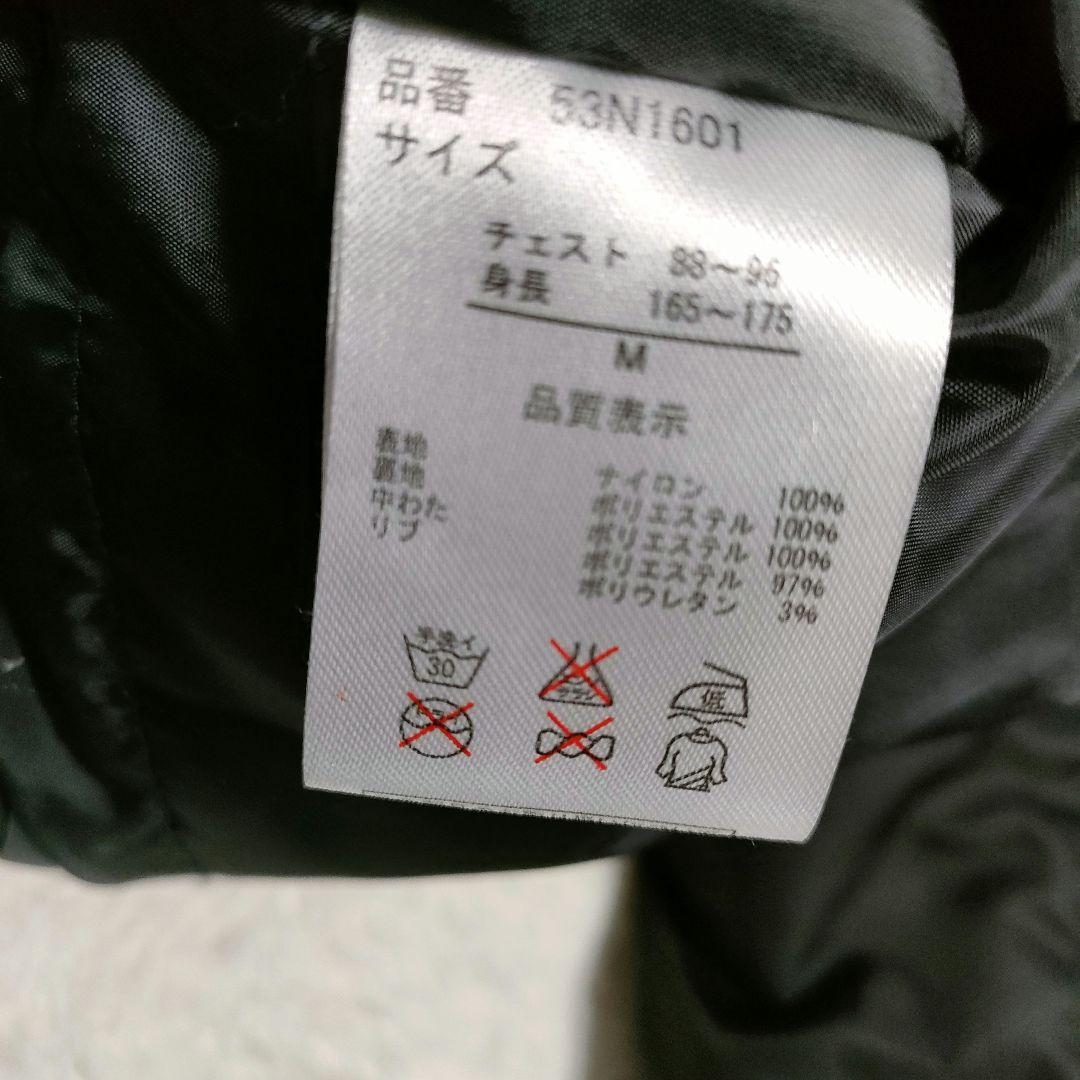 品番 53N1601
サイズ
チェスト 88～96
身長 165～175
M
品質表示
表地 ナイロン 100%
裏地 ポリエステル 100%
中わた ポリエステル 100%
リブ ポリエステル 97%
ポリウレタン 3%
手洗イ
30
低